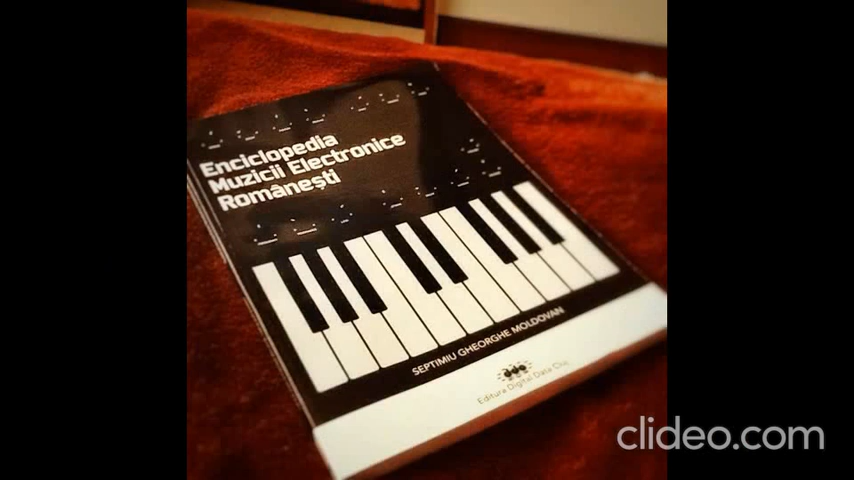 Enciclopedia
Muzicii Electronice
Românești
SEPTIMIU GHEORGHE MOLDOVAN
Editura Digital Data Cluj
clideo.com